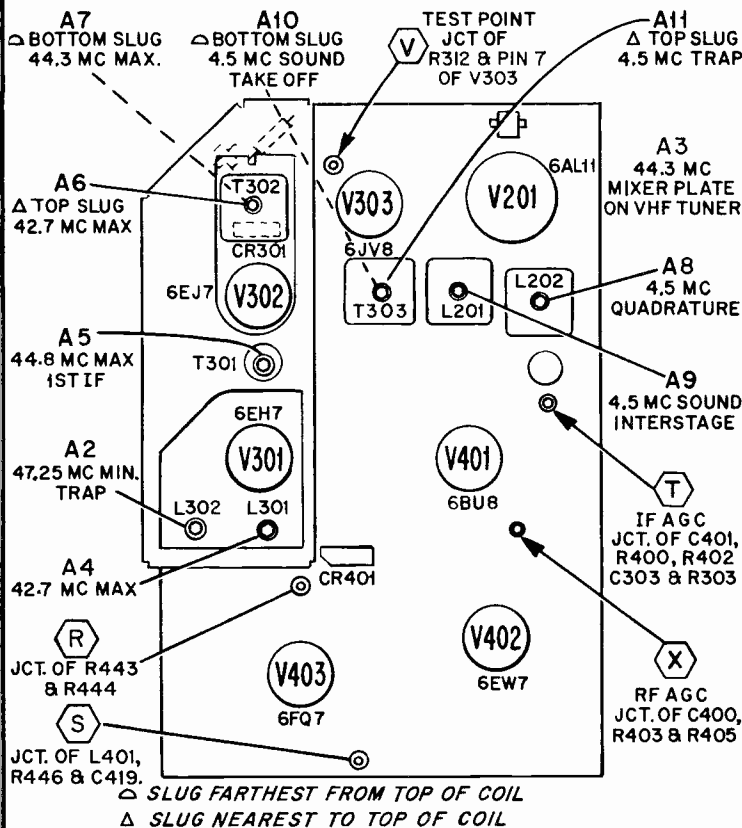 A7
⌓ BOTTOM SLUG
44.3 MC MAX.
A10
⌓ BOTTOM SLUG
4.5 MC SOUND
TAKE OFF
V
TEST POINT
JCT OF
R312 & PIN 7
OF V303
A11
△ TOP SLUG
4.5 MC TRAP
A6
△ TOP SLUG
42.7 MC MAX
T302
CR301
V303
6JV8
V201
6AL11
A3
44.3 MC
MIXER PLATE
ON VHF TUNER
6EJ7
V302
T303
L201
L202
A8
4.5 MC
QUADRATURE
A5
44.8 MC MAX
1ST IF
T301
A9
4.5 MC SOUND
INTERSTAGE
6EH7
V301
A2
47.25 MC MIN.
TRAP
L302
L301
V401
6BU8
T
IF AGC
JCT. OF C401,
R400, R402
C303 & R303
A4
42.7 MC MAX
CR401
R
JCT. OF R443
& R444
V403
6FQ7
V402
6EW7
X
RF AGC
JCT. OF C400,
R403 & R405
S
JCT. OF L401,
R446 & C419.
⌓ SLUG FARTHEST FROM TOP OF COIL
△ SLUG NEAREST TO TOP OF COIL